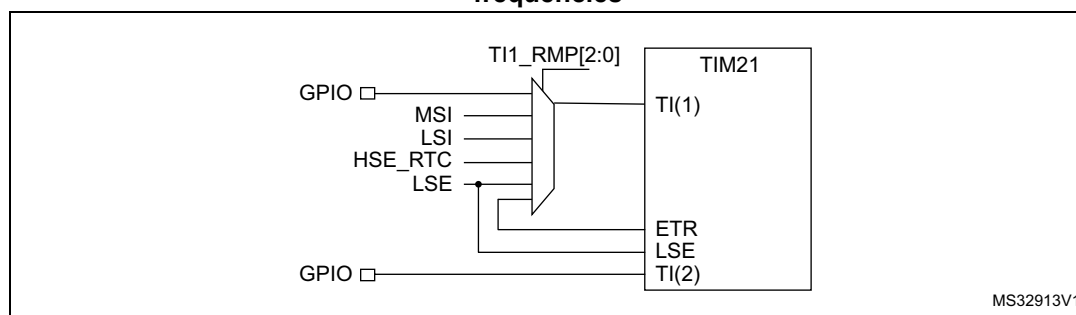 frequencies
TI1_RMP[2:0]
TIM21
GPIO
TI(1)
MSI
LSI
HSE_RTC
LSE
ETR
LSE
GPIO
TI(2)
MS32913V1